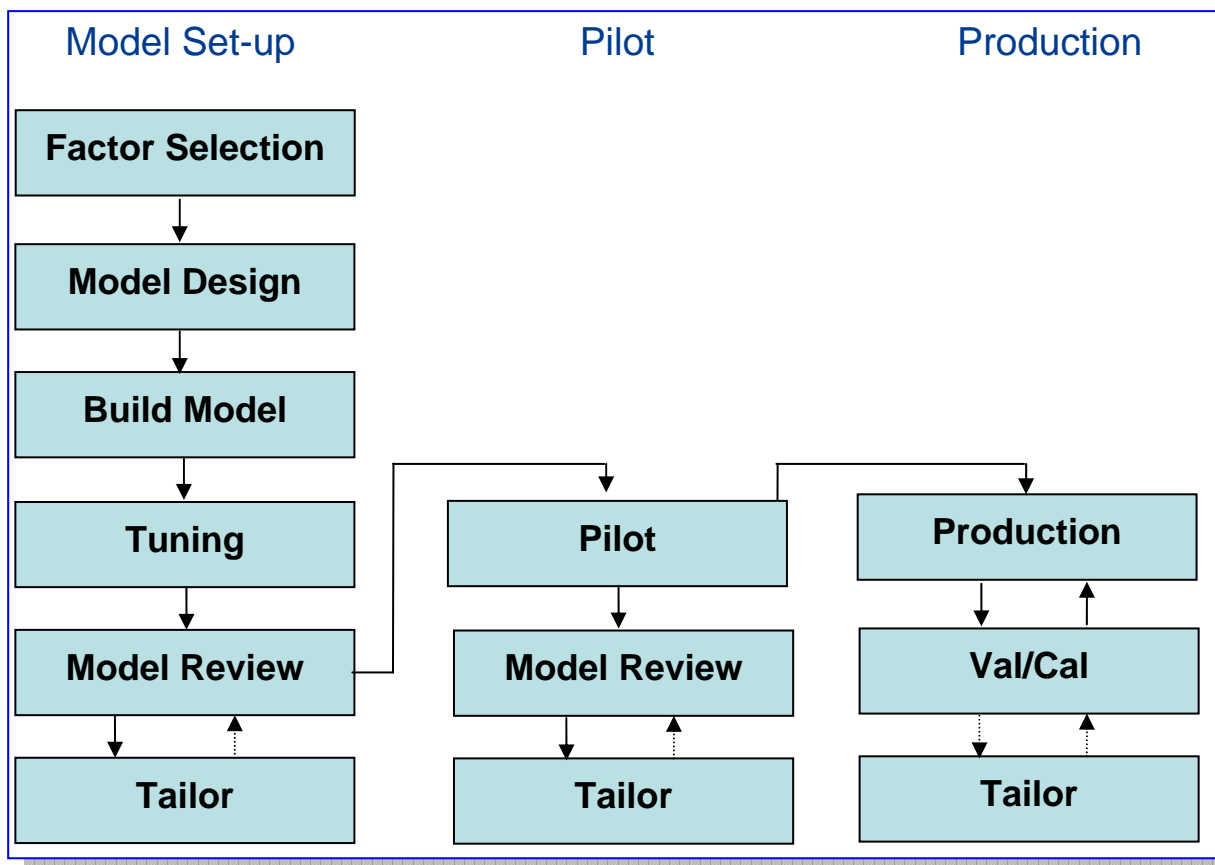 Model Set-up
Pilot
Production
Factor Selection
Model Design
Build Model
Tuning
Model Review
Tailor
Pilot
Model Review
Tailor
Production
Val/Cal
Tailor